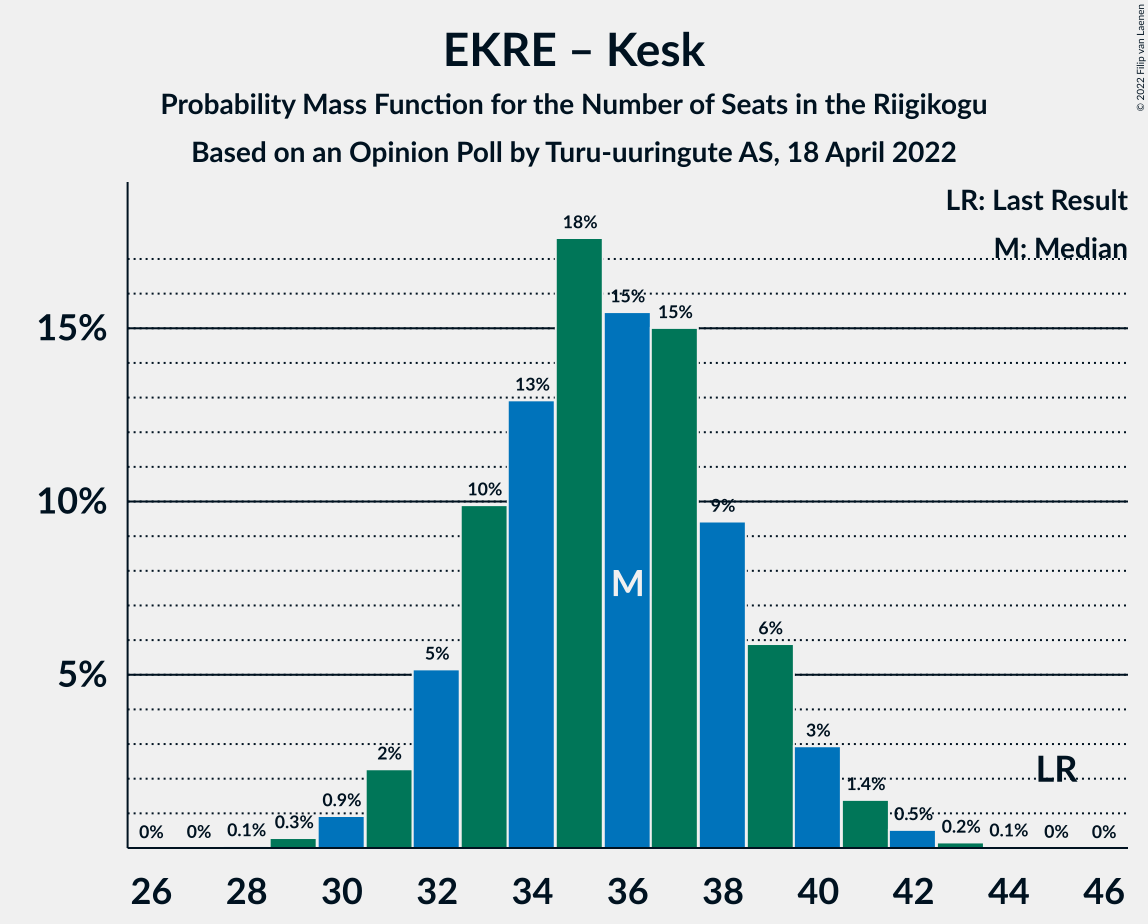 EKRE – Kesk
Probability Mass Function for the Number of Seats in the Riigikogu
Based on an Opinion Poll by Turu-uuringute AS, 18 April 2022
© 2022 Filip van Laenen
LR: Last Result
M: Median
15%
10%
5%
0%
0%
0.1%
0.3%
0.9%
2%
5%
10%
13%
18%
15%
15%
9%
6%
3%
1.4%
0.5%
0.2%
0.1%
0%
0%
M
LR
26 28 30 32 34 36 38 40 42 44 46